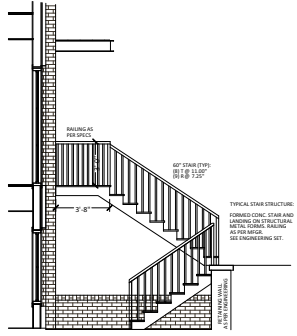 RAILING AS
PER SPECS
60" STAIR (TYP):
(8) T @ 11.00"
(9) R @ 7.25"
3'-8"
TYPICAL STAIR STRUCTURE:
FORMED CONC. STAIR AND
LANDING ON STRUCTURAL
METAL FORMS. RAILING
AS PER MFGR.
SEE ENGINEERING SET.
RETAINING WALL
AS PER ENGINEERING